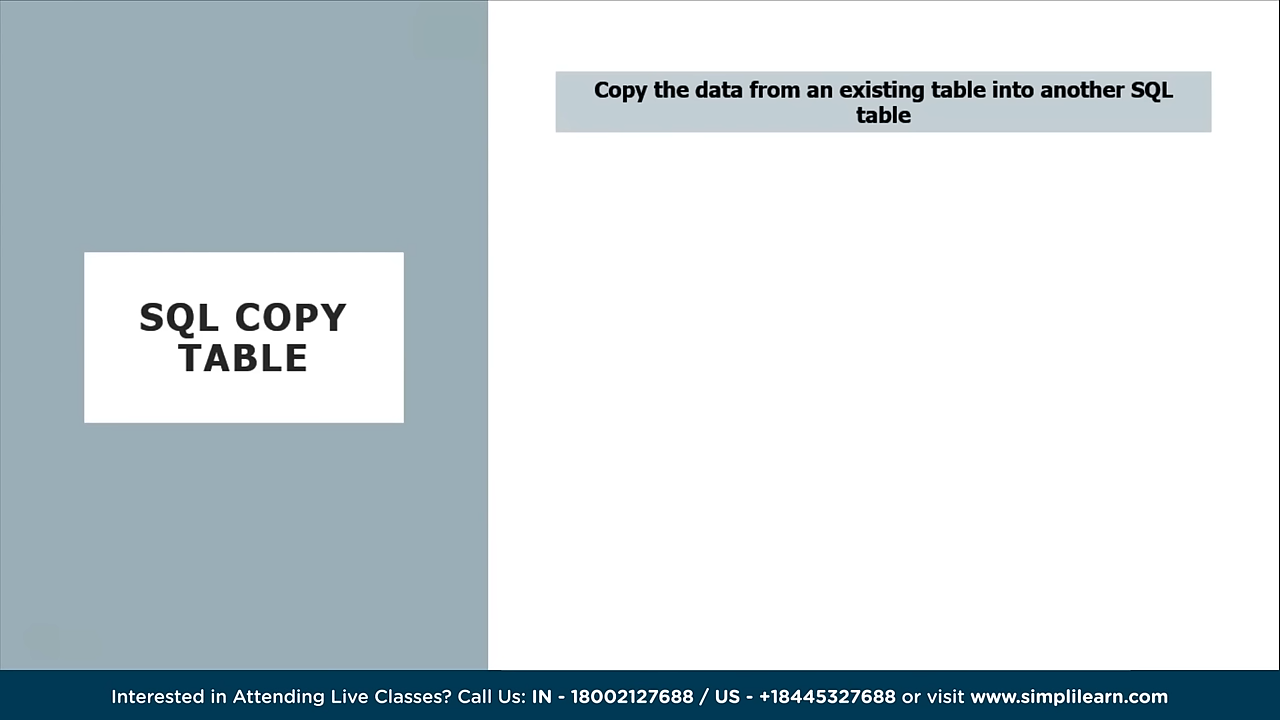 Copy the data from an existing table into another SQL
table
SQL COPY
TABLE
Interested in Attending Live Classes? Call Us: IN - 18002127688 / US - +18445327688 or visit www.simplilearn.com